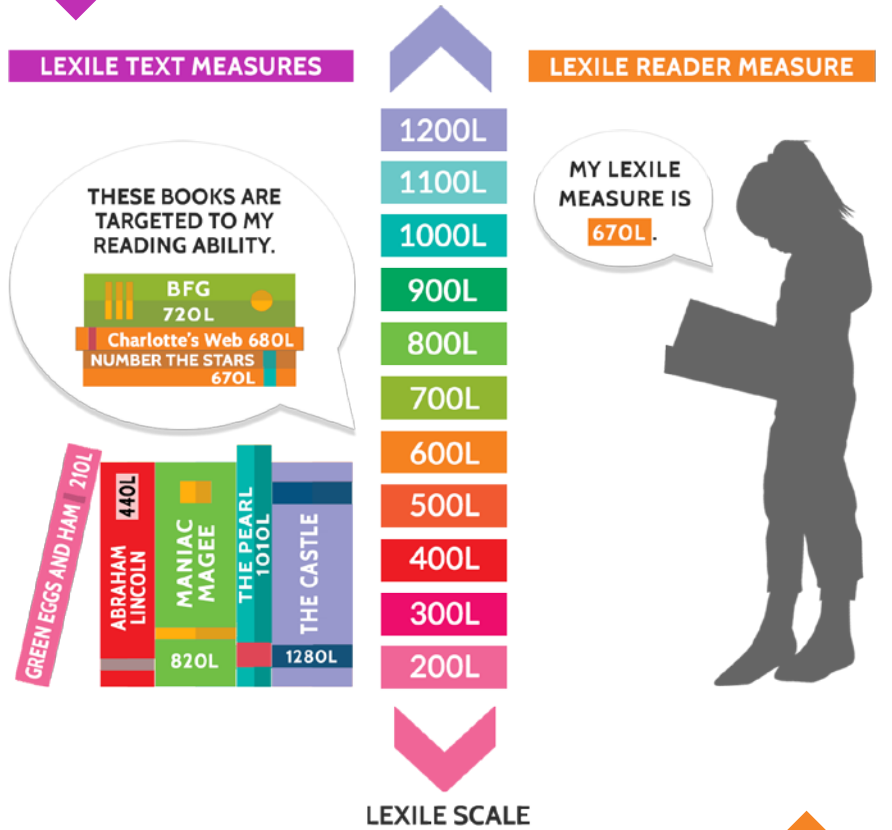 LEXILE TEXT MEASURES
THESE BOOKS ARE
TARGETED TO MY
READING ABILITY.
BFG
720L
Charlotte's Web 680L
NUMBER THE STARS
670L
GREEN EGGS AND HAM 210L
ABRAHAM
LINCOLN
440L
MANIAC
MAGEE
820L
THE PEARL
1010L
THE CASTLE
1280L
1200L
1100L
1000L
900L
800L
700L
600L
500L
400L
300L
200L
LEXILE SCALE
LEXILE READER MEASURE
MY LEXILE
MEASURE IS
670L.